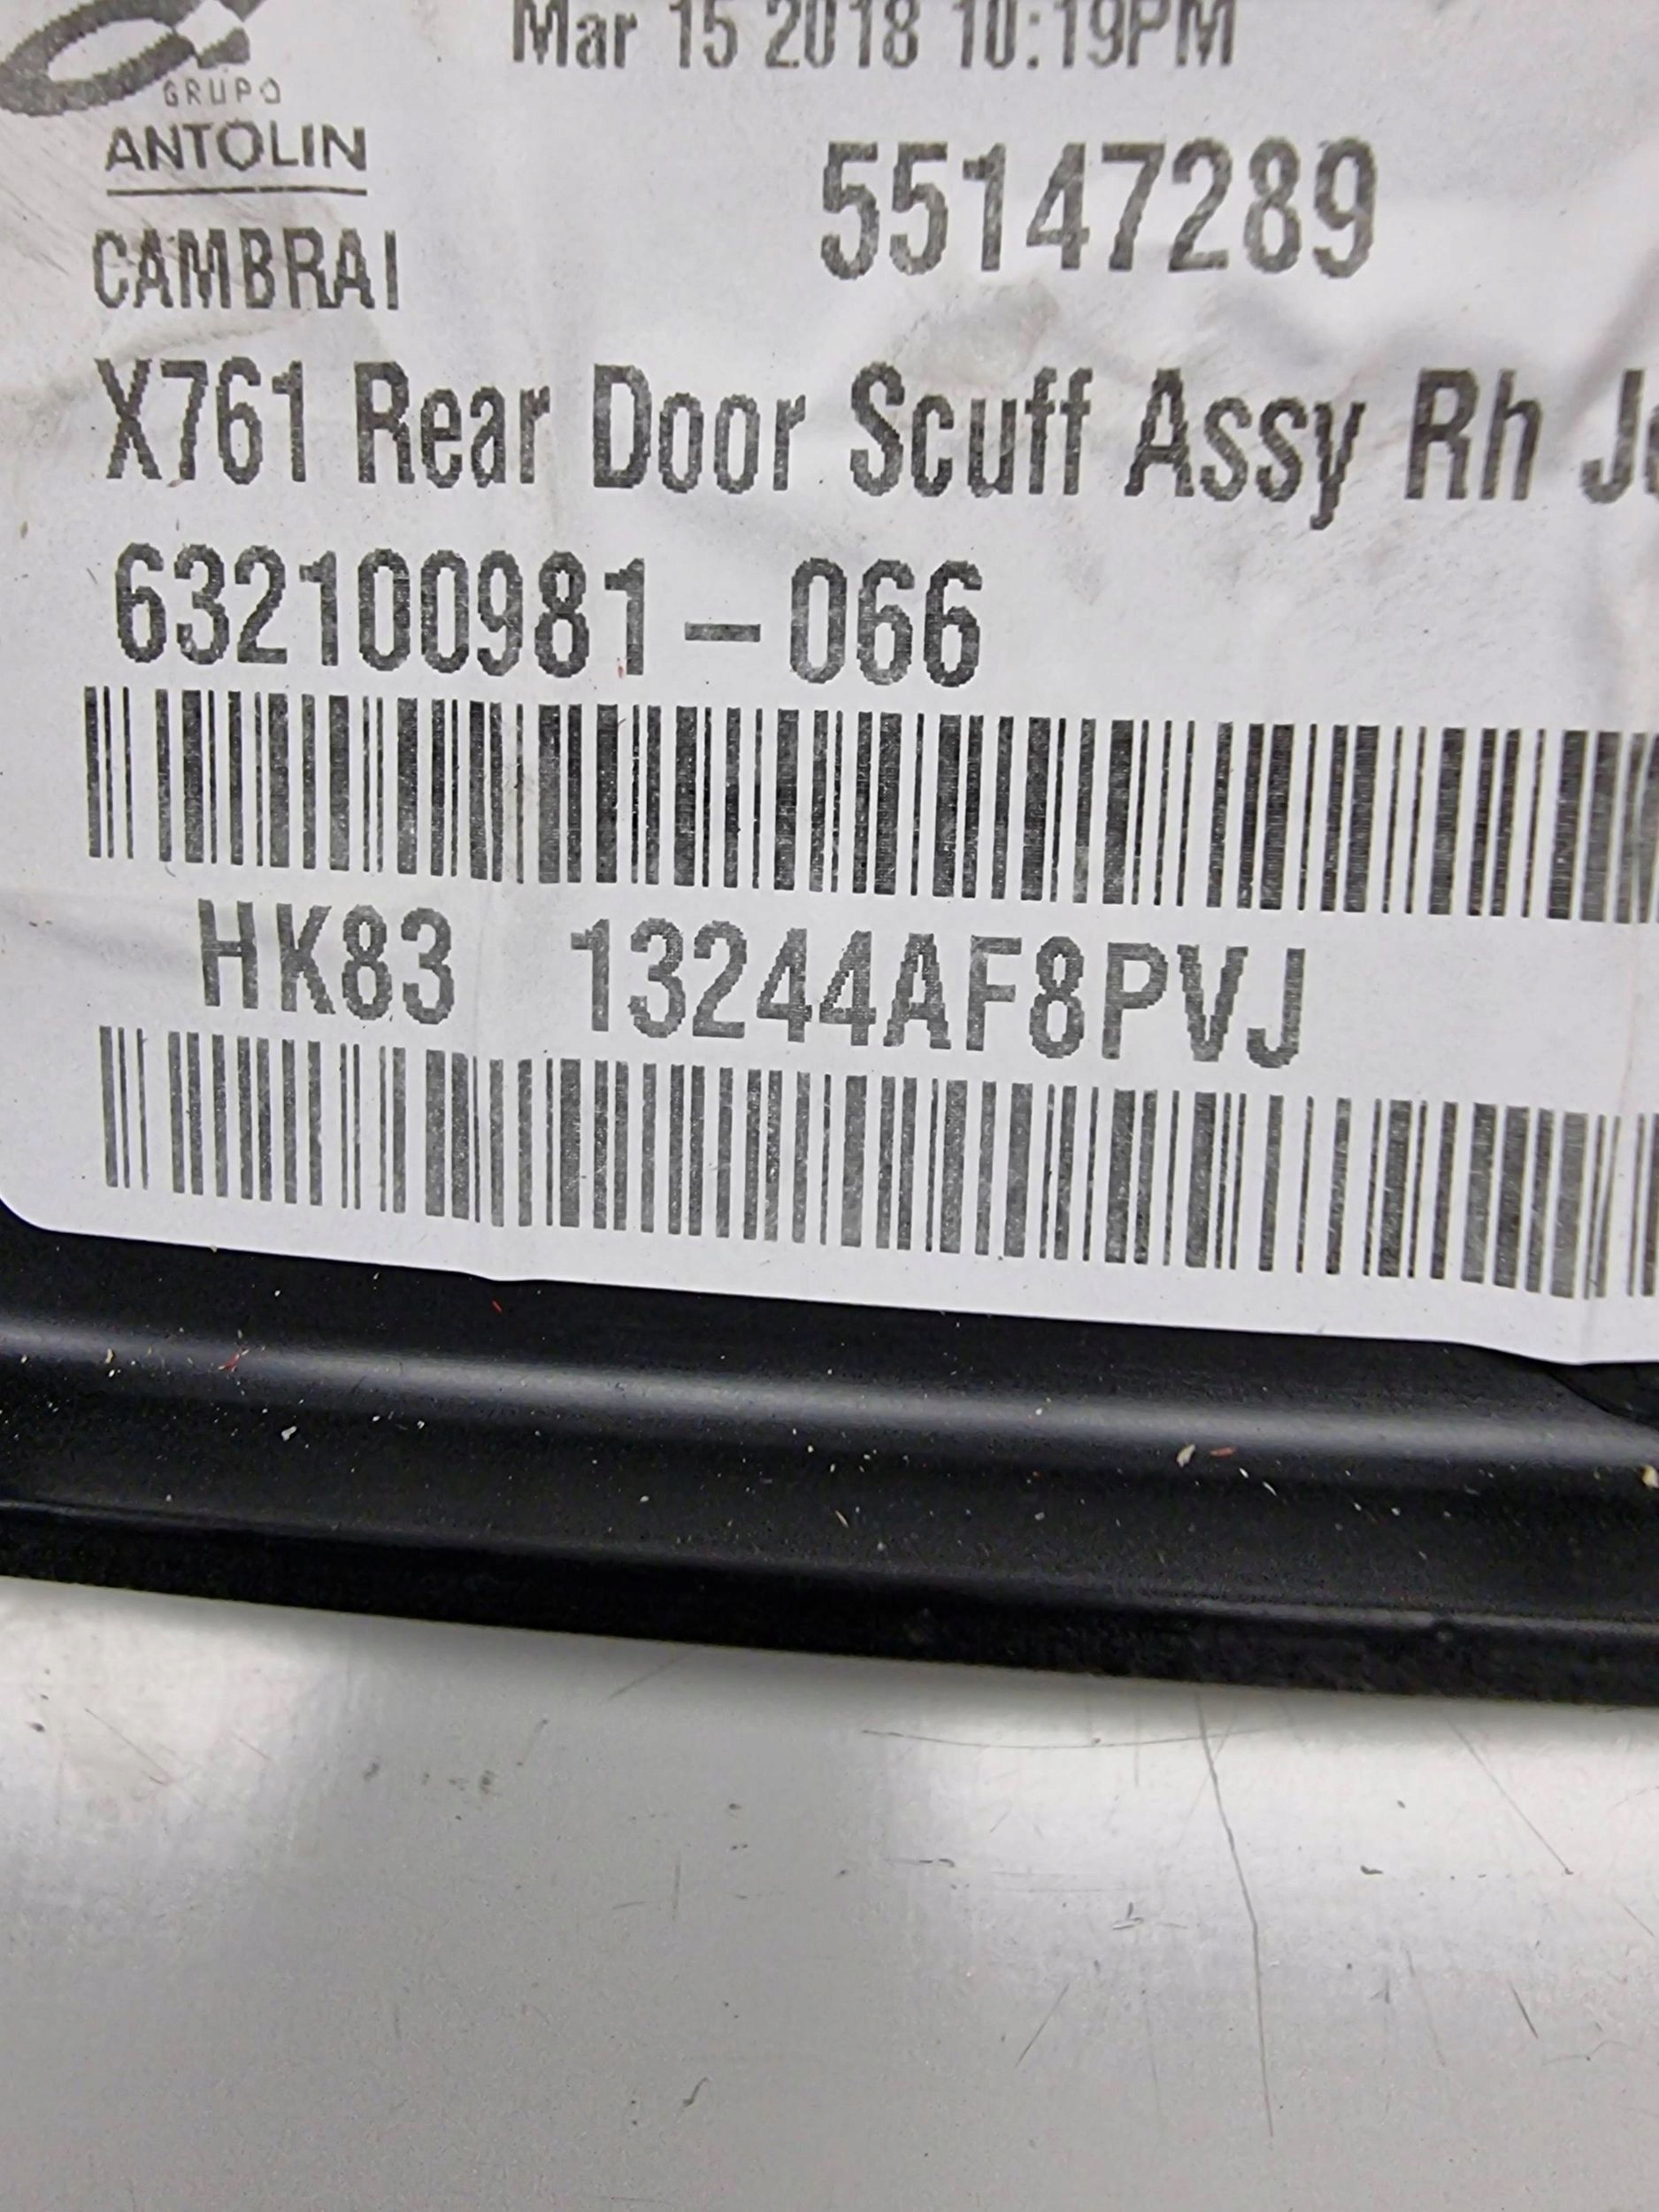 Mar 15 2018 10:19PM
GRUPO
ANTOLIN
55147289
CAMBRAI
X761 Rear Door Scuff Assy Rh
632100981-066
HK83 13244AF8PVJ